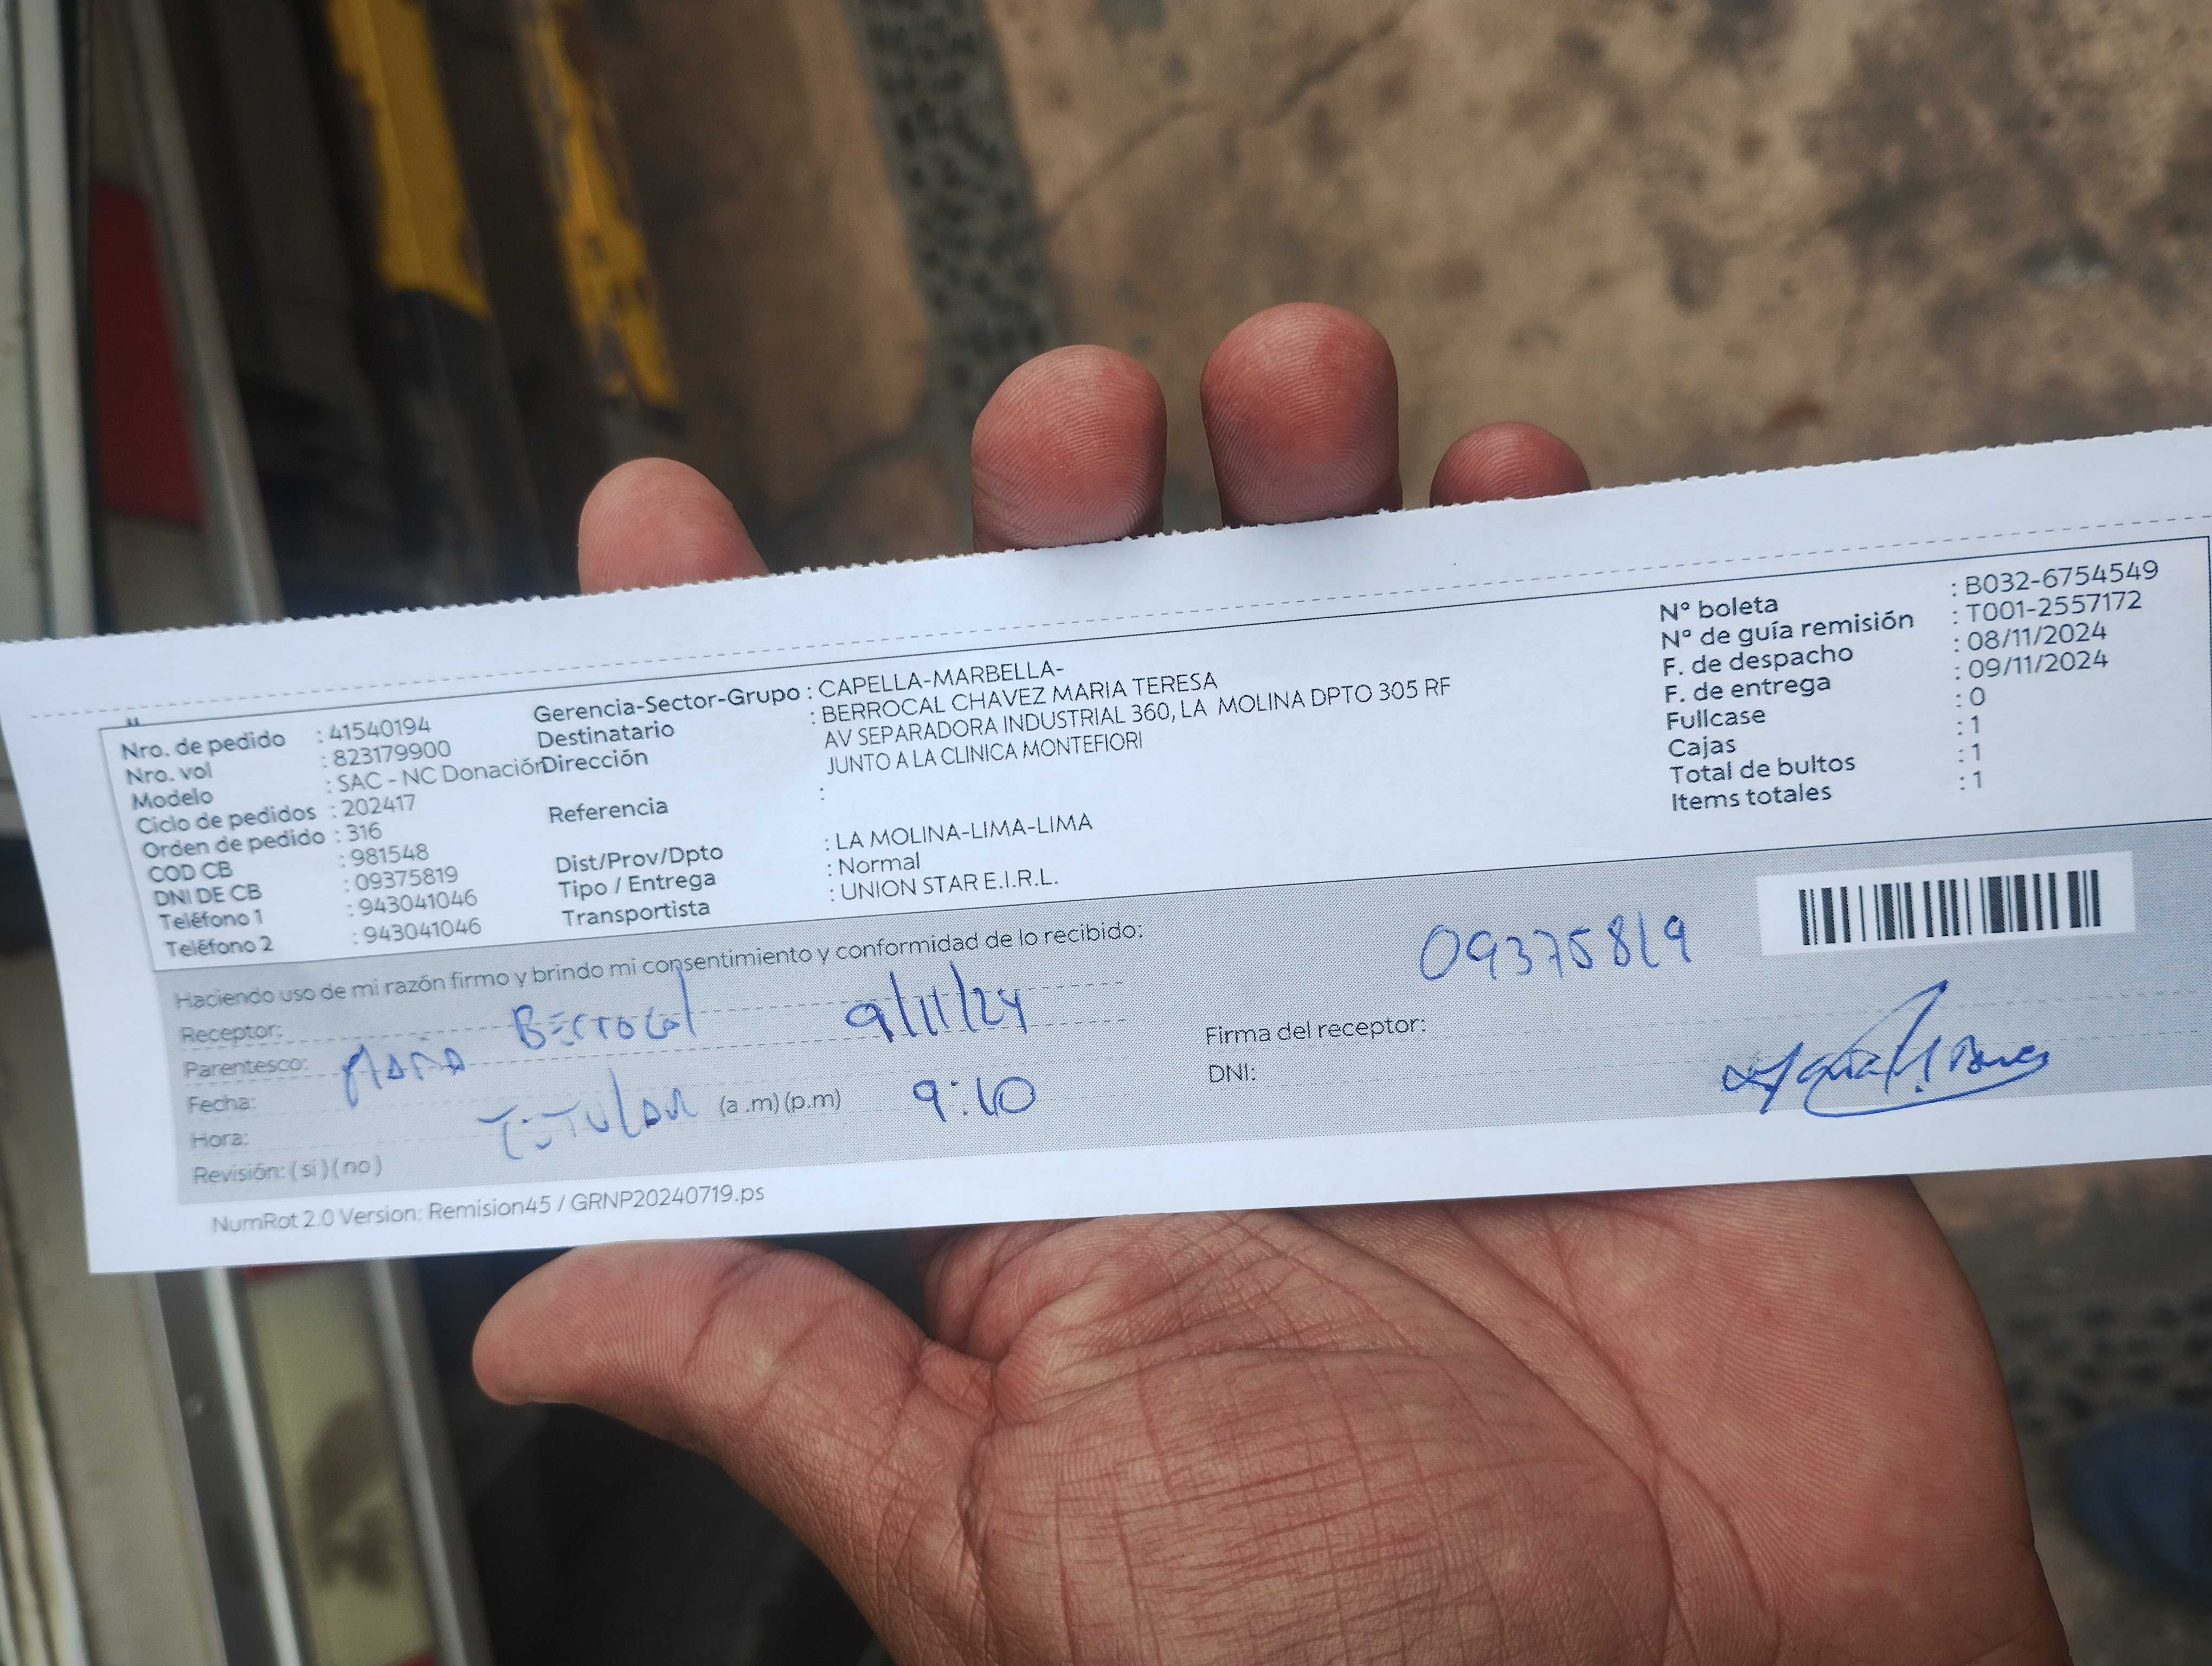 Nro. de pedido : 41540194
Nro. vol : 823179900
Modelo : SAC - NC Donación
Ciclo de pedidos : 202417
Orden de pedido : 316
COD CB : 981548
DNI DE CB : 09375819
Teléfono 1 : 943041046
Teléfono 2 : 943041046
Gerencia-Sector-Grupo : CAPELLA-MARBELLA-
Destinatario : BERROCAL CHAVEZ MARIA TERESA
Dirección AV SEPARADORA INDUSTRIAL 360, LA MOLINA DPTO 305 RF
JUNTO A LA CLINICA MONTEFIORI
Referencia :
Dist/Prov/Dpto : LA MOLINA-LIMA-LIMA
Tipo / Entrega : Normal
Transportista : UNION STAR E.I.R.L.
N° boleta : B032-6754549
N° de guía remisión : T001-2557172
F. de despacho : 08/11/2024
F. de entrega : 09/11/2024
Fullcase : 0
Cajas : 1
Total de bultos : 1
Items totales : 1
Haciendo uso de mi razón firmo y brindo mi consentimiento y conformidad de lo recibido:
Receptor: Berrocal 9/11/24
Parentesco: María
Fecha:
Hora: Titular (a .m) (p.m) 9:10
Revisión: ( si ) ( no )
09375819
Firma del receptor:
DNI:
NumRot 2.0 Version: Remision45 / GRNP20240719.ps